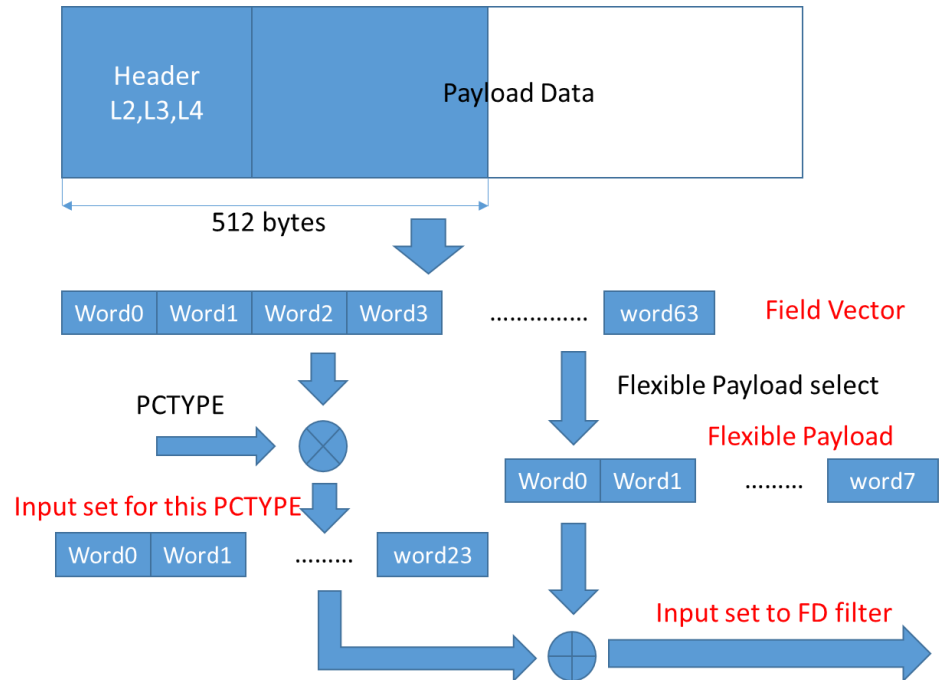 Header
L2,L3,L4
Payload Data
512 bytes
Word0 Word1 Word2 Word3 ............... word63
Field Vector
Flexible Payload select
PCTYPE
Flexible Payload
Word0 Word1 ......... word7
Input set for this PCTYPE
Word0 Word1 ......... word23
Input set to FD filter